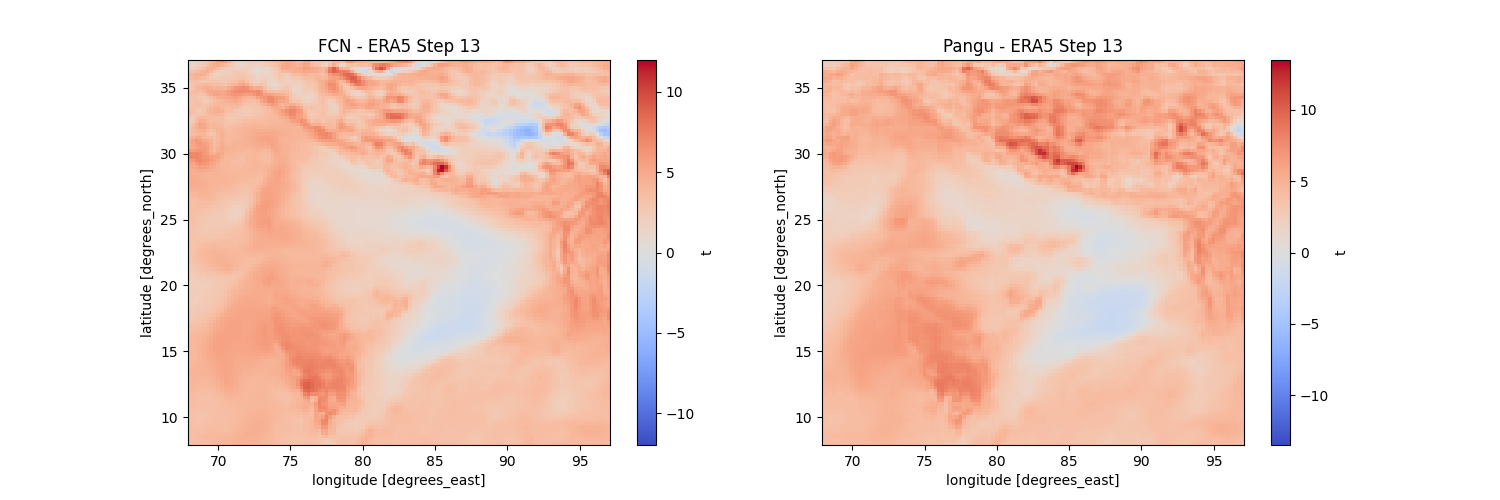 FCN - ERA5 Step 13
35
30
25
20
15
10
latitude [degrees_north]
70 75 80 85 90 95
longitude [degrees_east]
10
5
0
−5
−10
t
Pangu - ERA5 Step 13
35
30
25
20
15
10
latitude [degrees_north]
70 75 80 85 90 95
longitude [degrees_east]
10
5
0
−5
−10
t